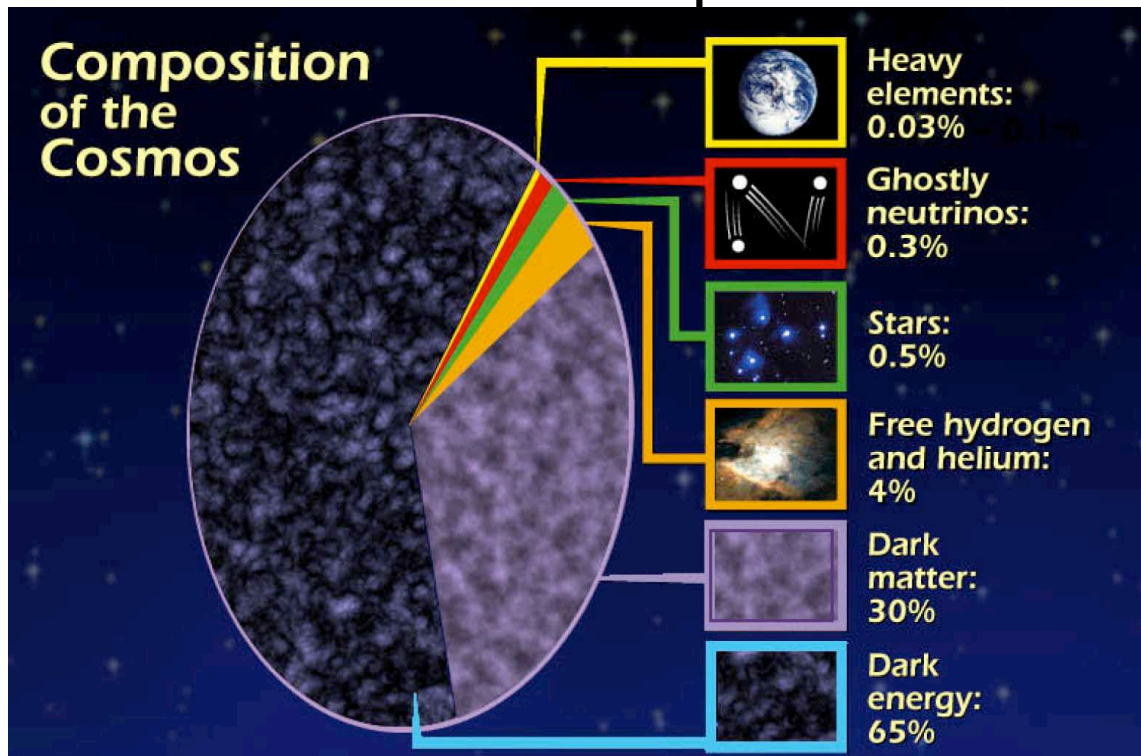 Composition
of the
Cosmos
Heavy
elements:
0.03%
Ghostly
neutrinos:
0.3%
Stars:
0.5%
Free hydrogen
and helium:
4%
Dark
matter:
30%
Dark
energy:
65%